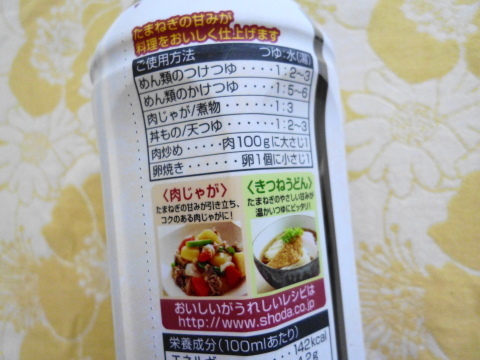 たまねぎの甘みが
料理をおいしく仕上げます
ご使用方法 つゆ:水(湯)
めん類のつけつゆ・・・・1:2~3
めん類のかけつゆ・・・・1:5~6
肉じゃが/煮物・・・・・1:3
丼もの/天つゆ・・・・・1:2~3
肉炒め・・・・・肉100gに大さじ1
卵焼き・・・・・・卵1個に小さじ1
〈肉じゃが〉
たまねぎの甘みが引き立ち、
コクのある肉じゃがに!
〈きつねうどん〉
たまねぎのやさしい甘みが
温かいつゆにピッタリ!
おいしいがうれしいレシピは
http://www.shoda.co.jp
栄養成分(100mlあたり)
エネルギー・・・・・・142kcal